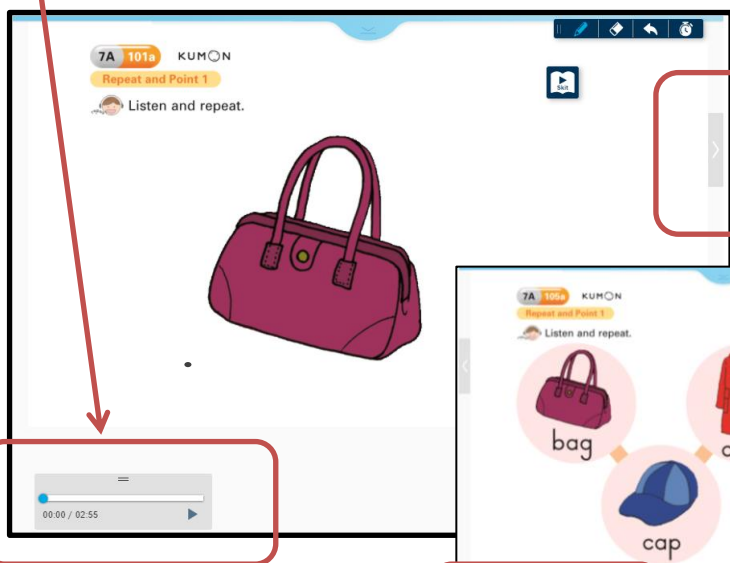 7A 101a KUMON
Repeat and Point 1
Skit
Listen and repeat.
7A 105a KUMON
Repeat and Point 1
Listen and repeat.
bag
cap
00:00 / 02:55